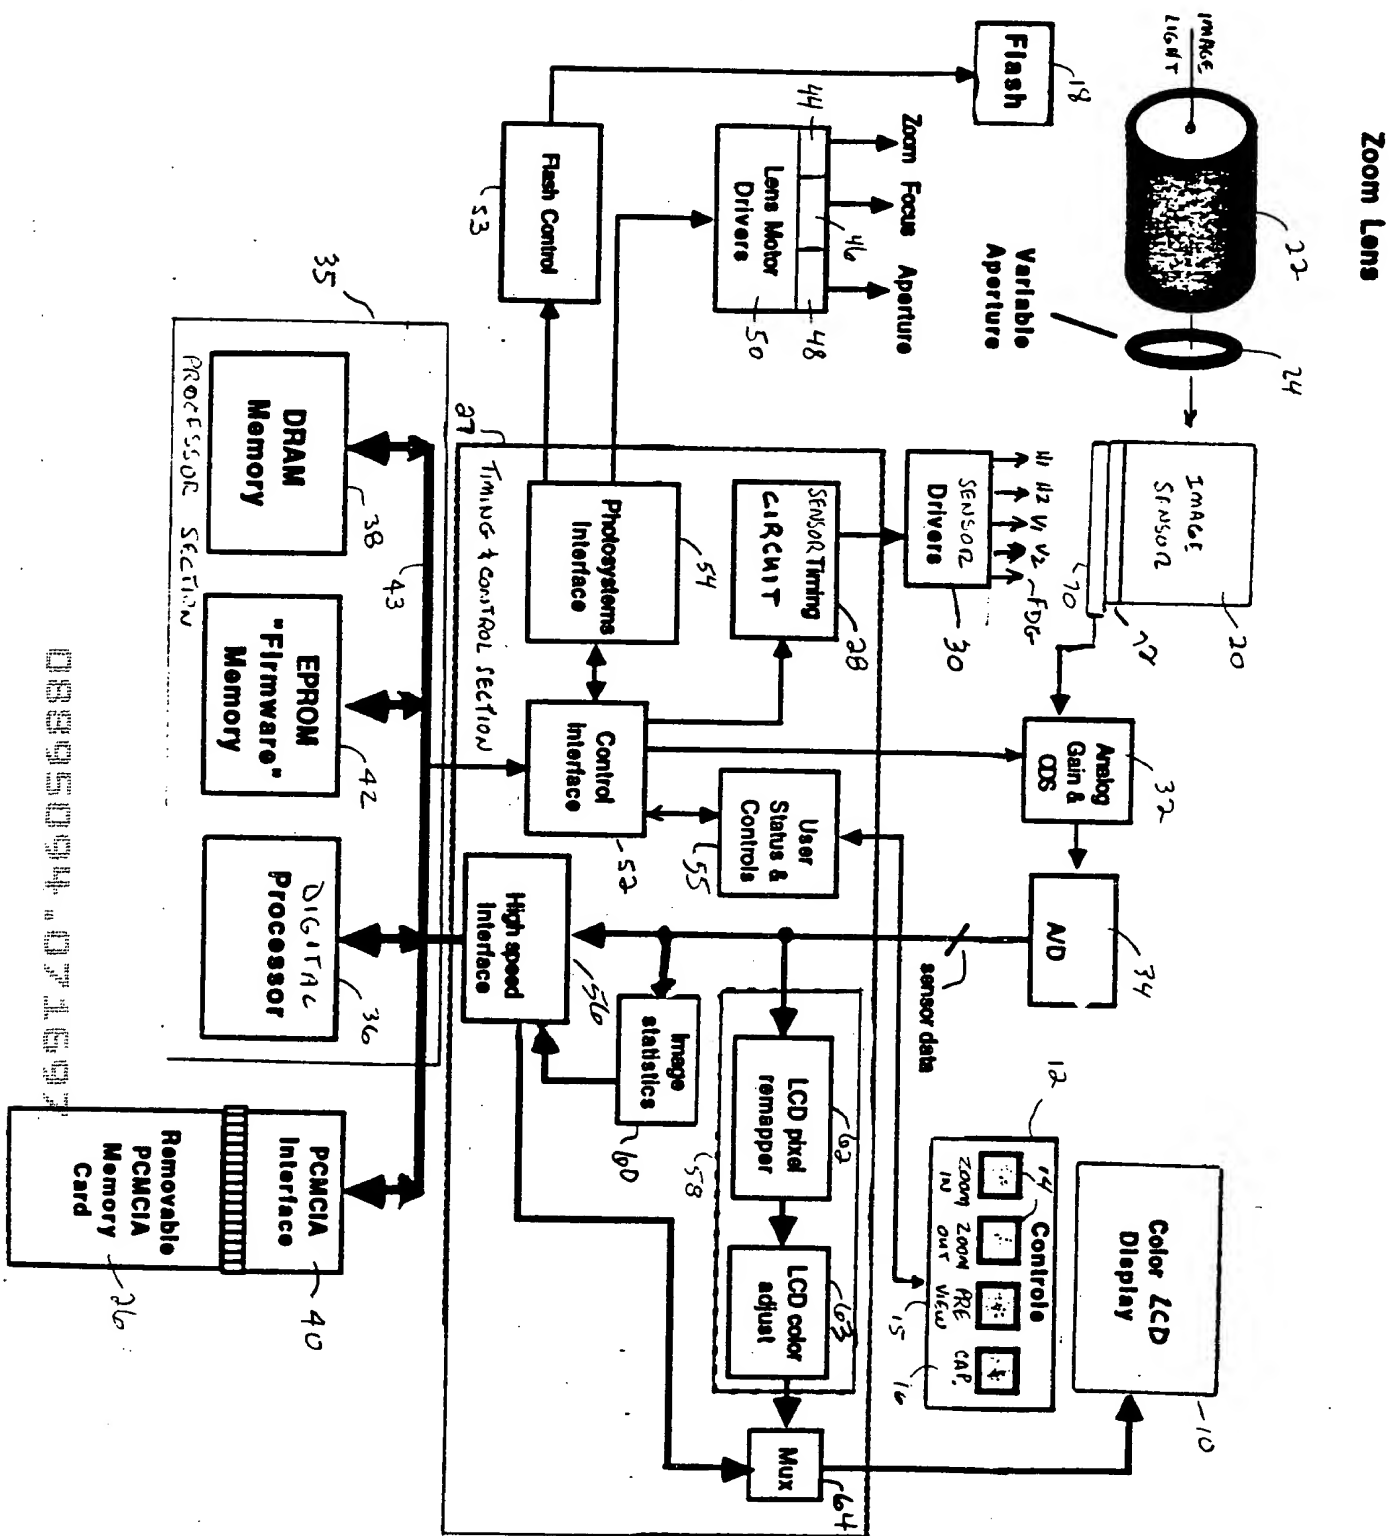 Zoom Lens
IMAGE
LIGHT
22
24
Variable
Aperture
IMAGE
SENSOR
20
72
70
Flash
18
Zoom Focus Aperture
44
46
48
Lens Motor
Drivers
50
Flash Control
53
H1 H2 V1 V2
FDG
SENSOR
Drivers
30
Analog
Gain &
CDS
32
A/D
34
sensor data
Color LCD
Display
10
12
14
Controls
ZOOM
IN
ZOOM
OUT
PRE
VIEW
CAP.
15
16
27
TIMING & CONTROL SECTION
SENSOR Timing
CIRCUIT
28
Photosystems
Interface
54
Control
Interface
52
User
Status &
Controls
55
High speed
Interface
56
Image
statistics
60
58
LCD pixel
remapper
62
LCD color
adjust
63
Mux
64
35
PROCESSOR SECTION
43
DRAM
Memory
38
EPROM
"Firmware"
Memory
42
DIGITAL
Processor
36
PCMCIA
Interface
40
Removable
PCMCIA
Memory
Card
26
08895094.071697